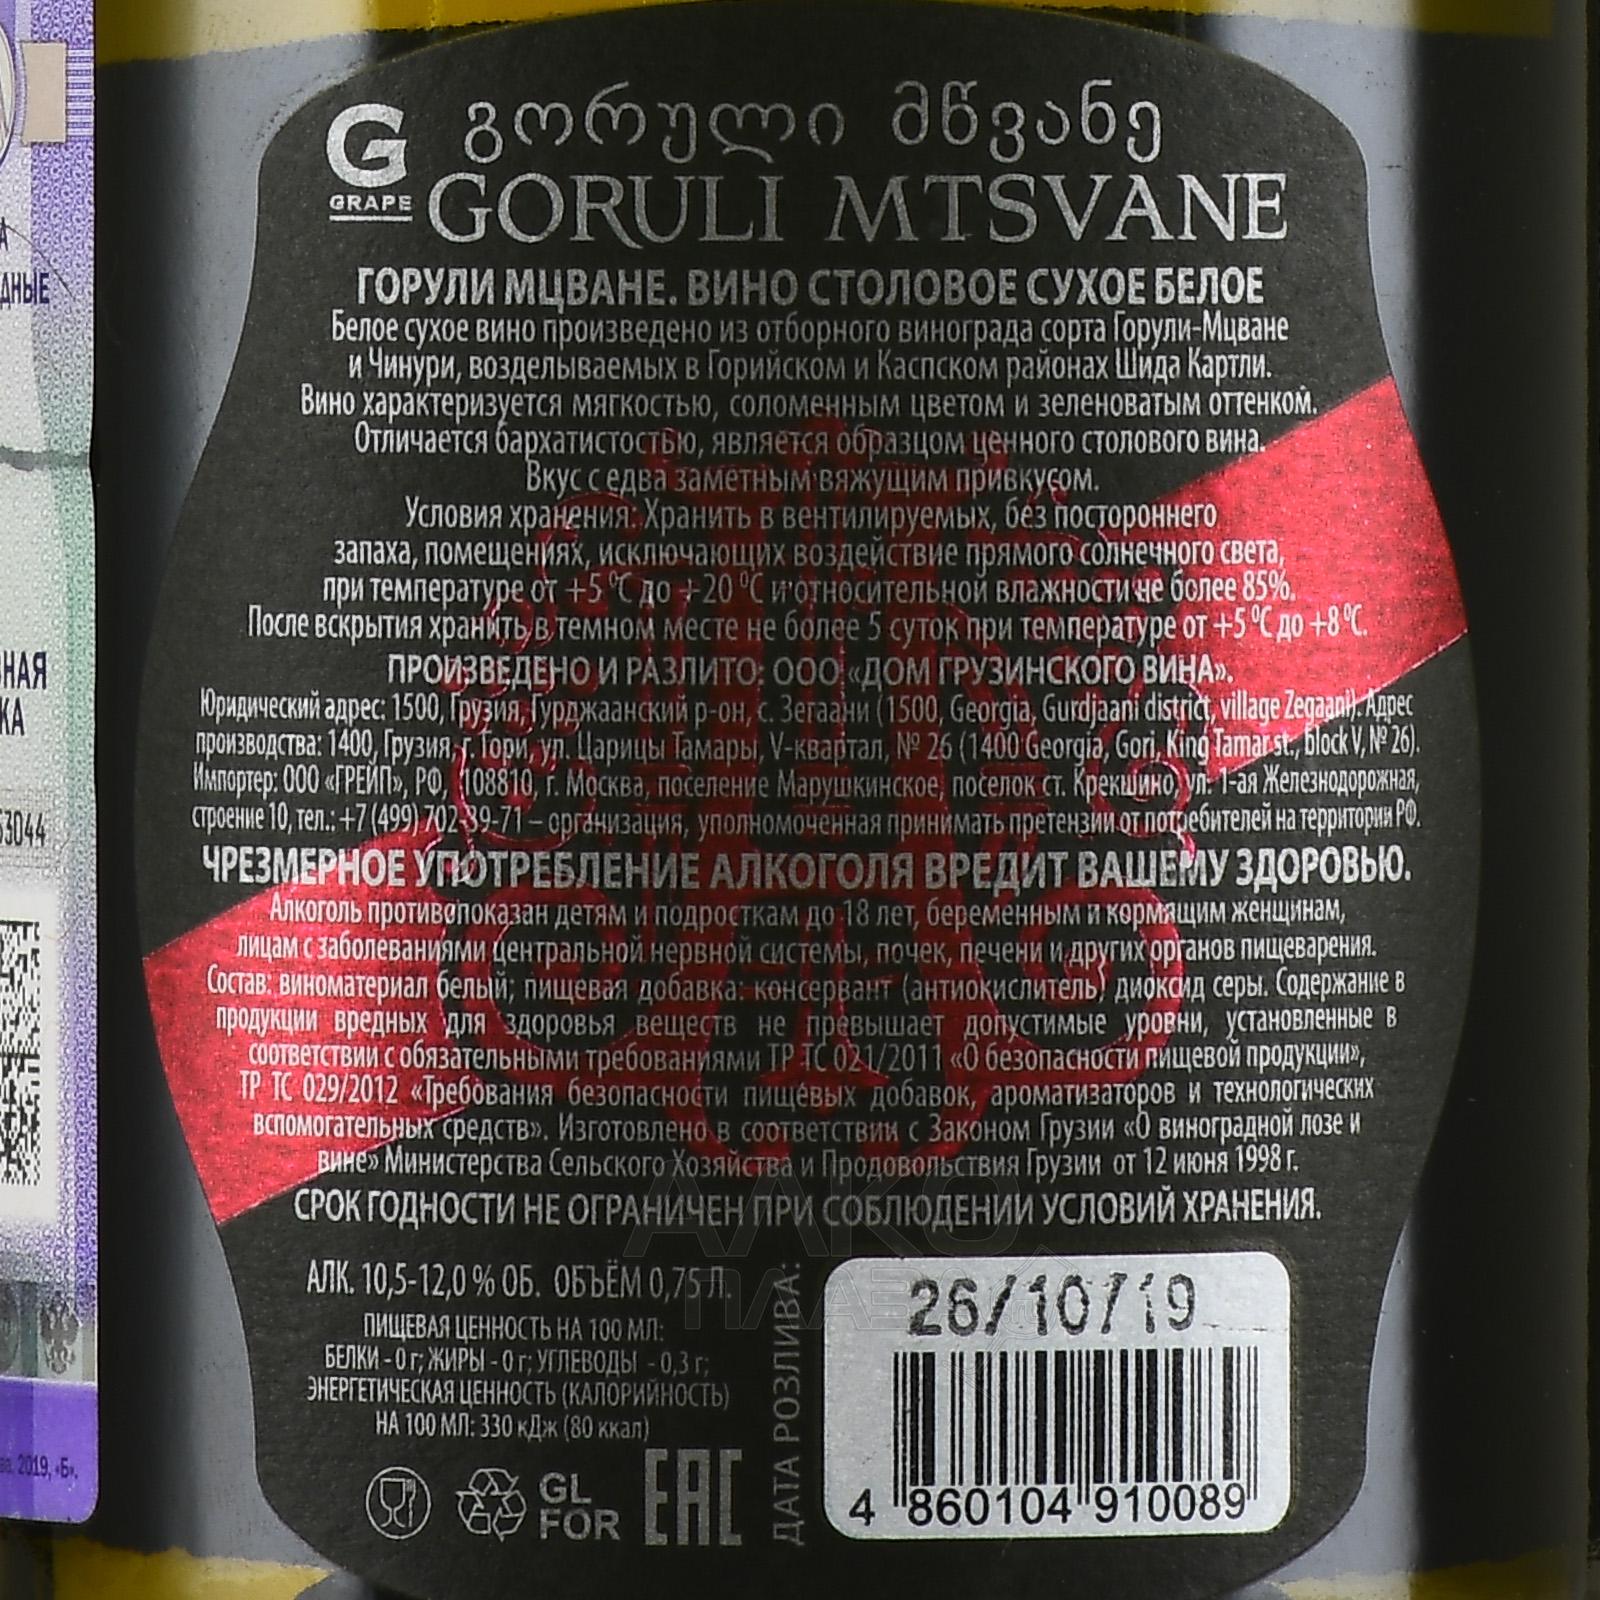 გორული მწვანე
G
GRAPE
GORULI MTSVANE
ГОРУЛИ МЦВАНЕ. ВИНО СТОЛОВОЕ СУХОЕ БЕЛОЕ
Белое сухое вино произведено из отборного винограда сорта Горули-Мцване
и Чинури, возделываемых в Горийском и Каспском районах Шида Картли.
Вино характеризуется мягкостью, соломенным цветом и зеленоватым оттенком.
Отличается бархатистостью, является образцом ценного столового вина.
Вкус с едва заметным вяжущим привкусом.
Условия хранения: Хранить в вентилируемых, без постороннего
запаха, помещениях, исключающих воздействие прямого солнечного света,
при температуре от +5 °С до +20 °С и относительной влажности не более 85%.
После вскрытия хранить в темном месте не более 5 суток при температуре от +5 °С до +8 °С.
ПРОИЗВЕДЕНО И РАЗЛИТО: ООО «ДОМ ГРУЗИНСКОГО ВИНА».
Юридический адрес: 1500, Грузия, Гурджаанский р-он, с. Зегаани (1500, Georgia, Gurdjaani district, village Zegaani). Адрес
производства: 1400, Грузия, г. Гори, ул. Царицы Тамары, V-квартал, № 26 (1400 Georgia, Gori, King Tamar st., block V, № 26).
Импортер: ООО «ГРЕЙП», РФ, 108810, г. Москва, поселение Марушкинское, поселок ст. Крекшино, ул. 1-ая Железнодорожная,
строение 10, тел.: +7 (499) 702-39-71 – организация, уполномоченная принимать претензии от потребителей на территории РФ.
ЧРЕЗМЕРНОЕ УПОТРЕБЛЕНИЕ АЛКОГОЛЯ ВРЕДИТ ВАШЕМУ ЗДОРОВЬЮ.
Алкоголь противопоказан детям и подросткам до 18 лет, беременным и кормящим женщинам,
лицам с заболеваниями центральной нервной системы, почек, печени и других органов пищеварения.
Состав: виноматериал белый; пищевая добавка: консервант (антиокислитель) диоксид серы. Содержание в
продукции вредных для здоровья веществ не превышает допустимые уровни, установленные в
соответствии с обязательными требованиями ТР ТС 021/2011 «О безопасности пищевой продукции»,
ТР ТС 029/2012 «Требования безопасности пищевых добавок, ароматизаторов и технологических
вспомогательных средств». Изготовлено в соответствии с Законом Грузии «О виноградной лозе и
вине» Министерства Сельского Хозяйства и Продовольствия Грузии от 12 июня 1998 г.
СРОК ГОДНОСТИ НЕ ОГРАНИЧЕН ПРИ СОБЛЮДЕНИИ УСЛОВИЙ ХРАНЕНИЯ.
АЛК. 10,5-12,0 % ОБ. ОБЪЁМ 0,75 Л.
ПИЩЕВАЯ ЦЕННОСТЬ НА 100 МЛ:
БЕЛКИ - 0 г; ЖИРЫ - 0 г; УГЛЕВОДЫ - 0,3 г;
ЭНЕРГЕТИЧЕСКАЯ ЦЕННОСТЬ (КАЛОРИЙНОСТЬ)
НА 100 МЛ: 330 кДж (80 ккал)
GL
FOR
EAC
ДАТА РОЗЛИВА:
26/10/19
4 860104 910089
АЛКО
ПЛАЗА
53044
2019, «Б».